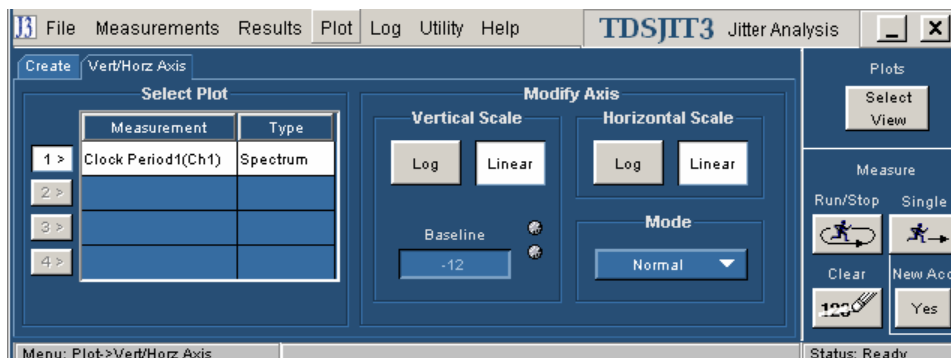 J3 File Measurements Results Plot Log Utility Help TDSJIT3 Jitter Analysis
Create Vert/Horz Axis
Select Plot
Measurement Type
1 > Clock Period1(Ch1) Spectrum
2 >
3 >
4 >
Modify Axis
Vertical Scale
Log Linear
Baseline
-12
Horizontal Scale
Log Linear
Mode
Normal
Plots
Select
View
Measure
Run/Stop Single
Clear New Acq
123 Yes
Menu: Plot->Vert/Horz Axis
Status: Ready